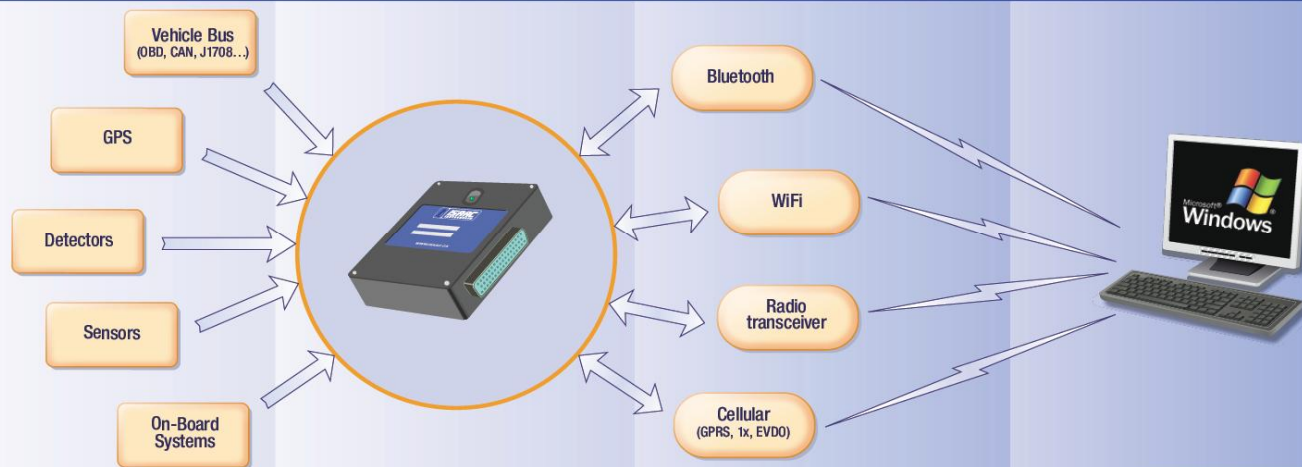 Vehicle Bus
(OBD, CAN, J1708...)
GPS
Detectors
Sensors
On-Board
Systems
ISAAC
Bluetooth
WiFi
Radio
transceiver
Cellular
(GPRS, 1x, EVDO)
Microsoft®
Windows®